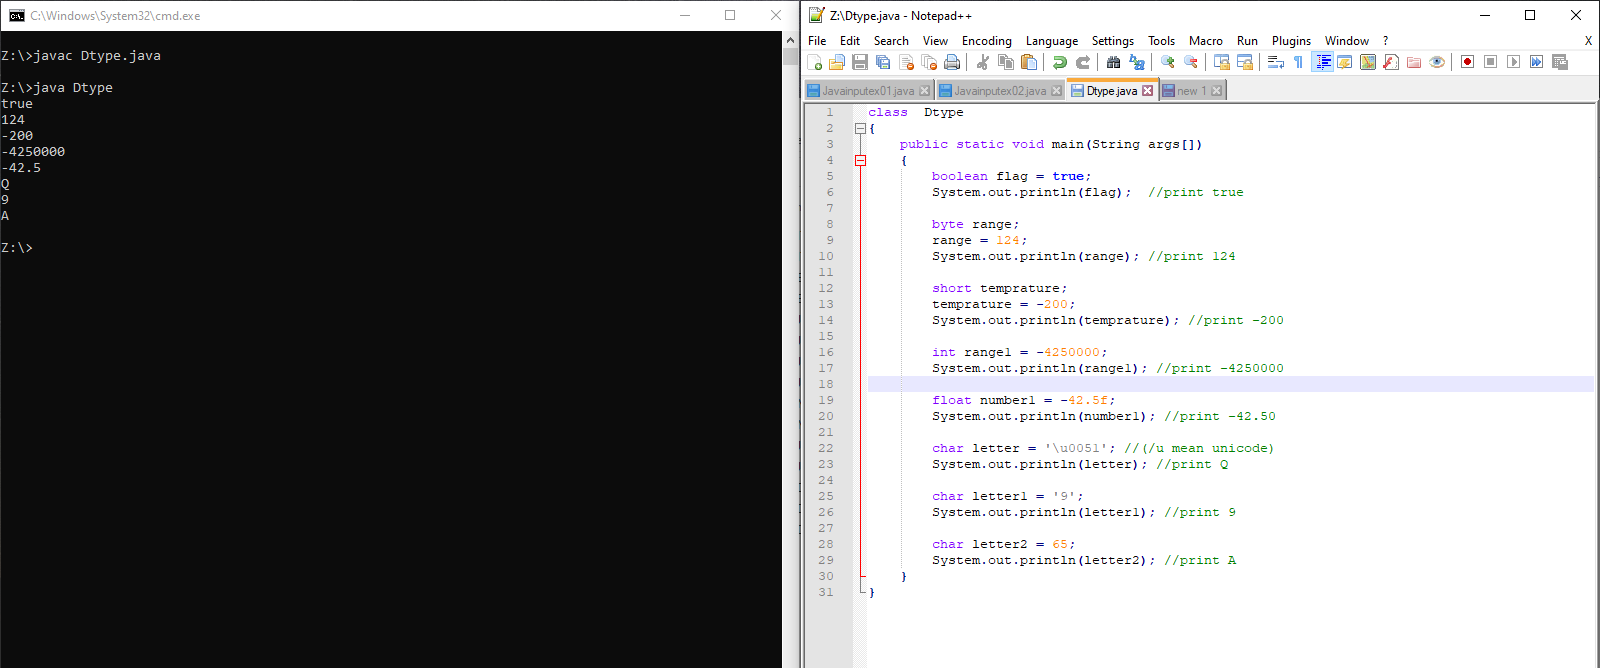 C:\Windows\System32\cmd.exe
Z:\>javac Dtype.java
Z:\>java Dtype
true
124
-200
-4250000
-42.5
Q
9
A
Z:\>
Z:\Dtype.java - Notepad++
File Edit Search View Encoding Language Settings Tools Macro Run Plugins Window ? X
Javainputex01.java Javainputex02.java Dtype.java new 1
1 class  Dtype
2 {
3     public static void main(String args[])
4     {
5         boolean flag = true;
6         System.out.println(flag);  //print true
7
8         byte range;
9         range = 124;
10         System.out.println(range); //print 124
11
12         short temprature;
13         temprature = -200;
14         System.out.println(temprature); //print -200
15
16         int range1 = -4250000;
17         System.out.println(range1); //print -4250000
18
19         float number1 = -42.5f;
20         System.out.println(number1); //print -42.50
21
22         char letter = '\u0051'; //(/u mean unicode)
23         System.out.println(letter); //print Q
24
25         char letter1 = '9';
26         System.out.println(letter1); //print 9
27
28         char letter2 = 65;
29         System.out.println(letter2); //print A
30     }
31 }